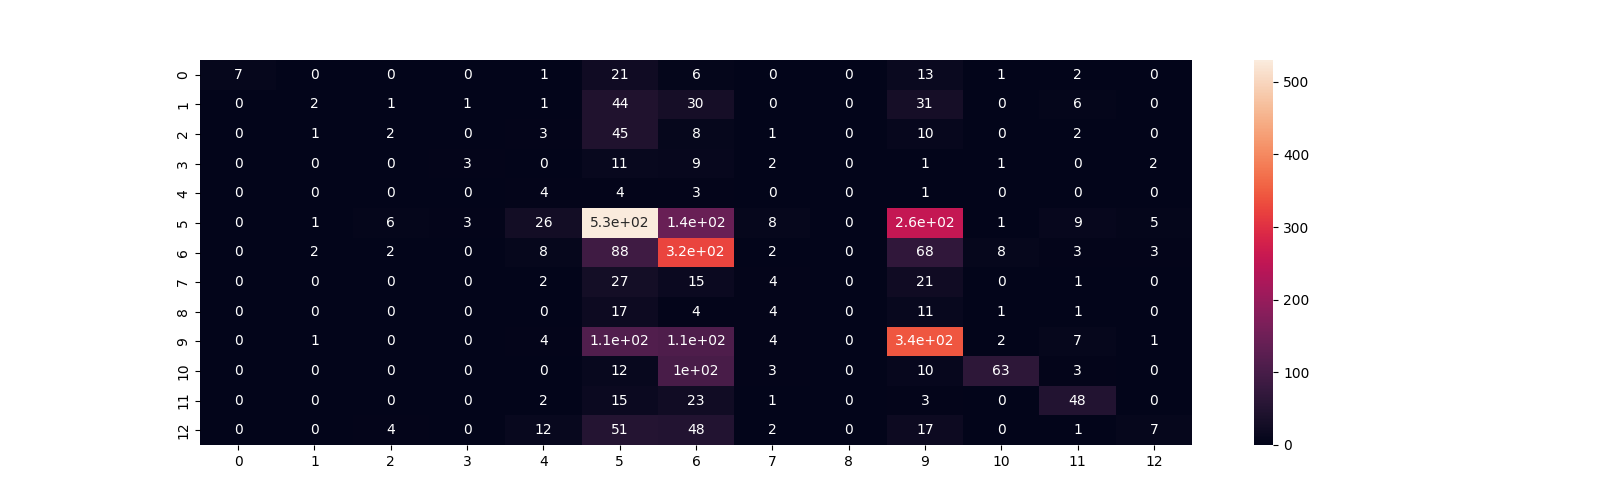 0 7 0 0 0 1 21 6 0 0 13 1 2 0
1 0 2 1 1 1 44 30 0 0 31 0 6 0
2 0 1 2 0 3 45 8 1 0 10 0 2 0
3 0 0 0 3 0 11 9 2 0 1 1 0 2
4 0 0 0 0 4 4 3 0 0 1 0 0 0
5 0 1 6 3 26 5.3e+02 1.4e+02 8 0 2.6e+02 1 9 5
6 0 2 2 0 8 88 3.2e+02 2 0 68 8 3 3
7 0 0 0 0 2 27 15 4 0 21 0 1 0
8 0 0 0 0 0 17 4 4 0 11 1 1 0
9 0 1 0 0 4 1.1e+02 1.1e+02 4 0 3.4e+02 2 7 1
10 0 0 0 0 0 12 1e+02 3 0 10 63 3 0
11 0 0 0 0 2 15 23 1 0 3 0 48 0
12 0 0 4 0 12 51 48 2 0 17 0 1 7
0 1 2 3 4 5 6 7 8 9 10 11 12
500
400
300
200
100
0